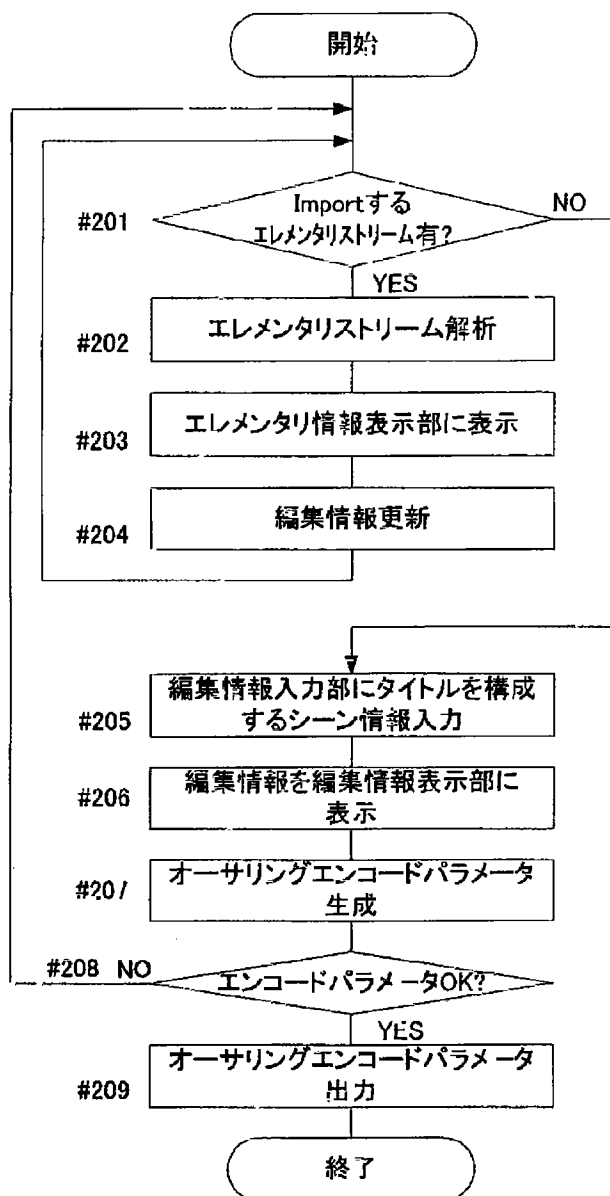 開始
#201
Importする
エレメンタリストリーム有?
NO
YES
#202
エレメンタリストリーム解析
#203
エレメンタリ情報表示部に表示
#204
編集情報更新
#205
編集情報入力部にタイトルを構成
するシーン情報入力
#206
編集情報を編集情報表示部に
表示
#20/
オーサリングエンコードパラメータ
生成
#208 NO
エンコードパラメータOK?
YES
#209
オーサリングエンコードパラメータ
出力
終了